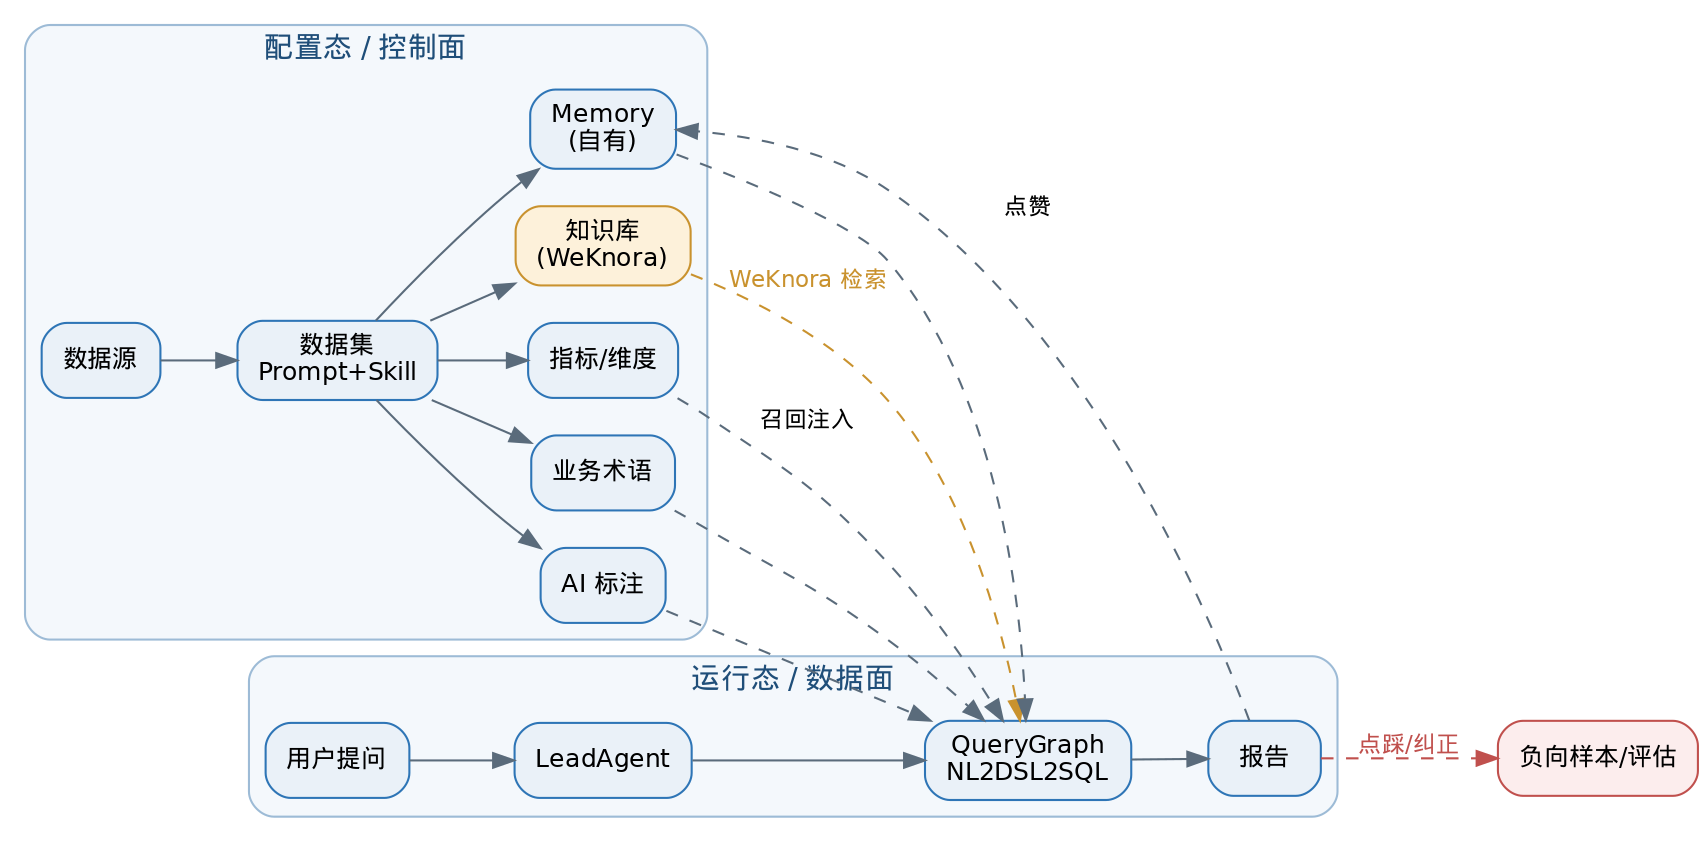 配置态 / 控制面
Memory
(自有)
点赞
知识库
(WeKnora)
WeKnora 检索
数据源
数据集
Prompt+Skill
指标/维度
召回注入
业务术语
AI 标注
运行态 / 数据面
用户提问
LeadAgent
QueryGraph
NL2DSL2SQL
报告
点踩/纠正
负向样本/评估